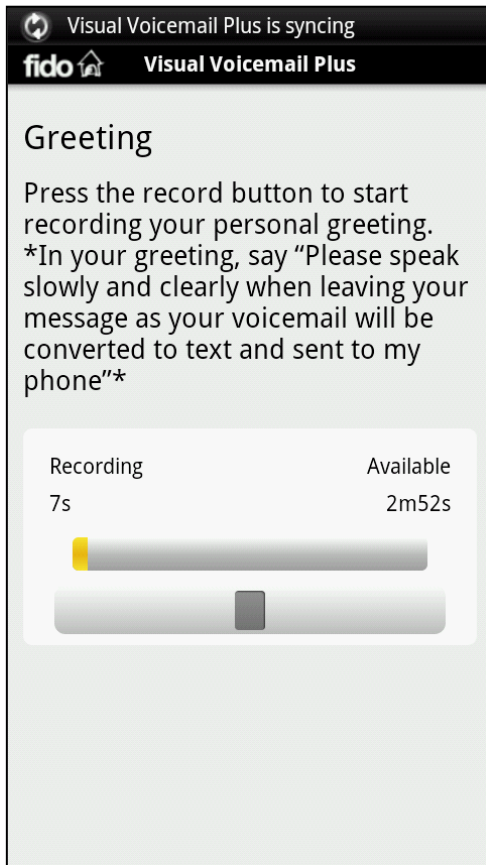 Visual Voicemail Plus is syncing
fido Visual Voicemail Plus
Greeting
Press the record button to start
recording your personal greeting.
*In your greeting, say “Please speak
slowly and clearly when leaving your
message as your voicemail will be
converted to text and sent to my
phone”*
Recording Available
7s 2m52s